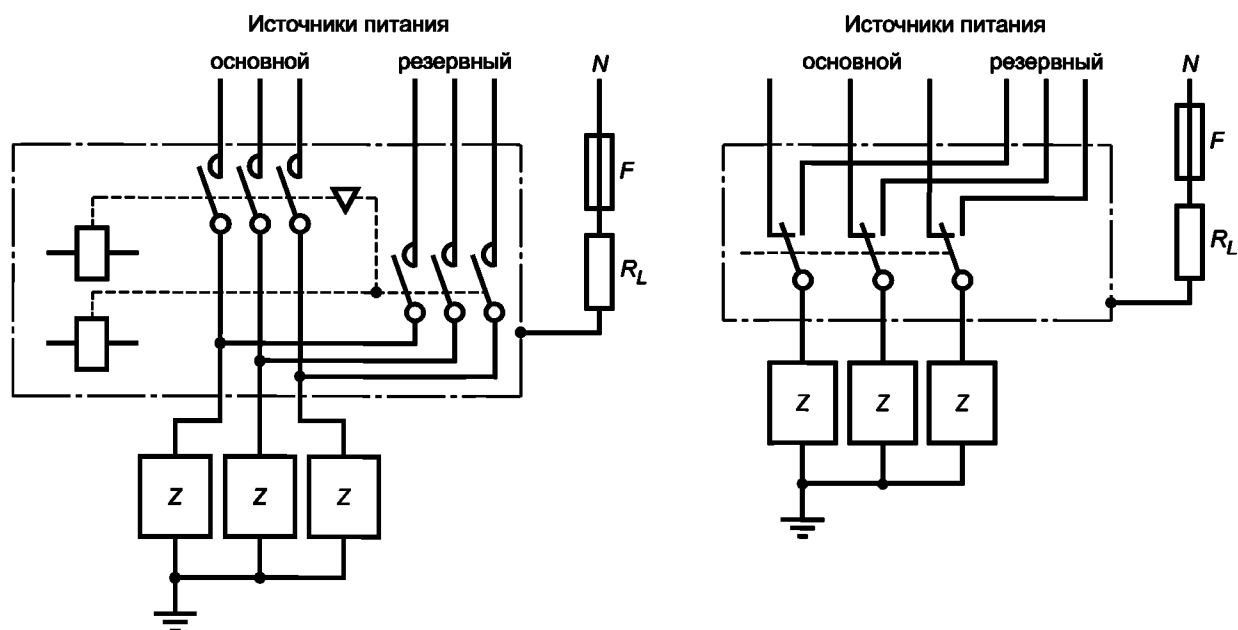 Источники питания
основной резервный N
F
R_L
Z Z Z
Источники питания
основной резервный N
F
R_L
Z Z Z